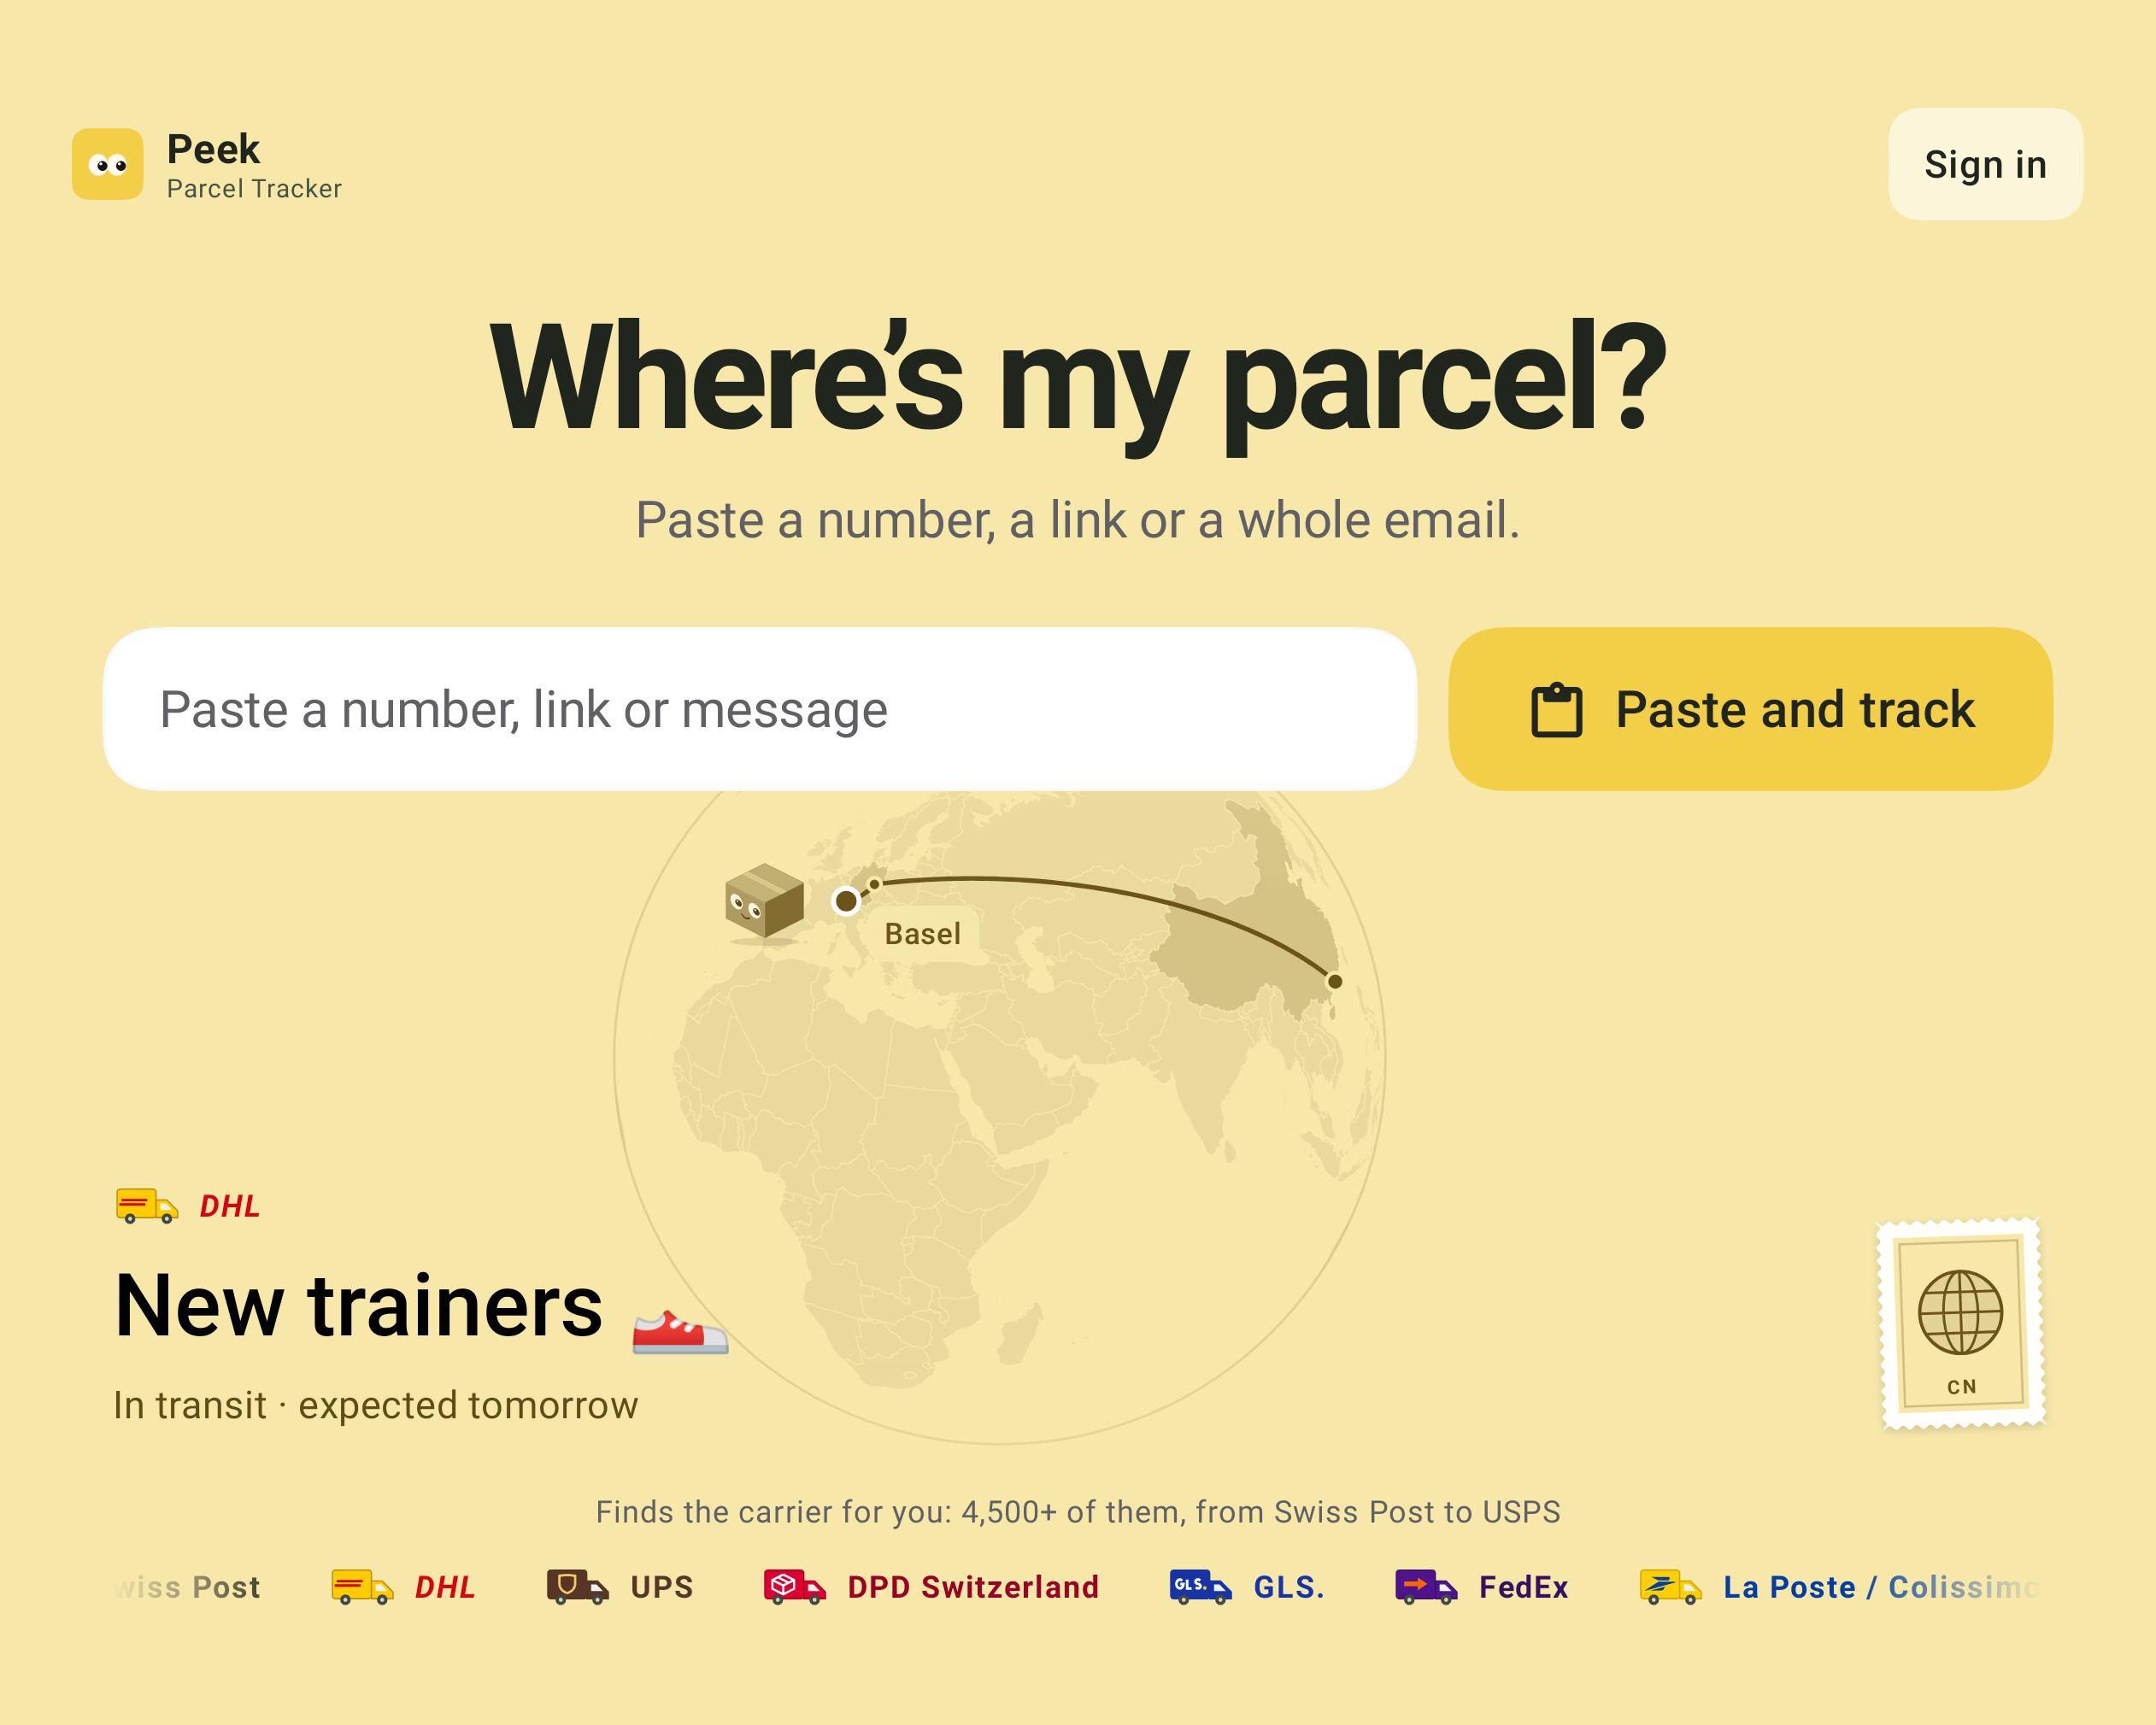 Peek
Parcel Tracker
Sign in
Where’s my parcel?
Paste a number, a link or a whole email.
Paste a number, link or message
Paste and track
Basel
DHL
New trainers
In transit · expected tomorrow
CN
Finds the carrier for you: 4,500+ of them, from Swiss Post to USPS
wiss Post DHL UPS DPD Switzerland GLS. GLS. FedEx La Poste / Colissimo